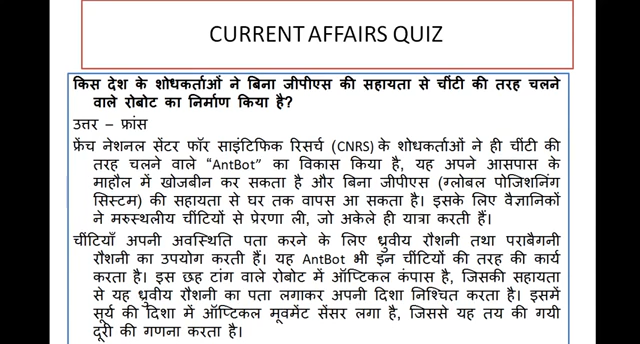 CURRENT AFFAIRS QUIZ
किस देश के शोधकर्ताओं ने बिना जीपीएस की सहायता से चींटी की तरह चलने
वाले रोबोट का निर्माण किया है?
उत्तर – फ्रांस
फ्रेंच नेशनल सेंटर फॉर साइंटिफिक रिसर्च (CNRS) के शोधकर्ताओं ने ही चींटी की
तरह चलने वाले “AntBot” का विकास किया है, यह अपने आसपास के
माहौल में खोजबीन कर सकता है और बिना जीपीएस (ग्लोबल पोजिशनिंग
सिस्टम) की सहायता से घर तक वापस आ सकता है। इसके लिए वैज्ञानिकों
ने मरुस्थलीय चींटियों से प्रेरणा ली, जो अकेले ही यात्रा करती हैं।
चींटियाँ अपनी अवस्थिति पता करने के लिए ध्रुवीय रौशनी तथा पराबैगनी
रौशनी का उपयोग करती हैं। यह AntBot भी इन चींटियों की तरह की कार्य
करता है। इस छह टांग वाले रोबोट में ऑप्टिकल कंपास है, जिसकी सहायता
से यह ध्रुवीय रौशनी का पता लगाकर अपनी दिशा निश्चित करता है। इसमें
सूर्य की दिशा में ऑप्टिकल मूवमेंट सेंसर लगा है, जिससे यह तय की गयी
दूरी की गणना करता है।